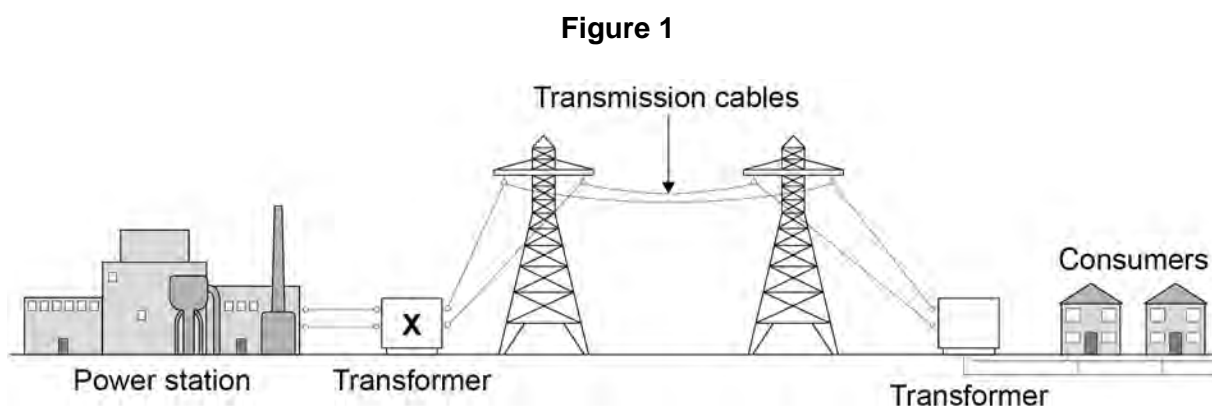 Figure 1
Transmission cables
Consumers
X
Power station
Transformer
Transformer